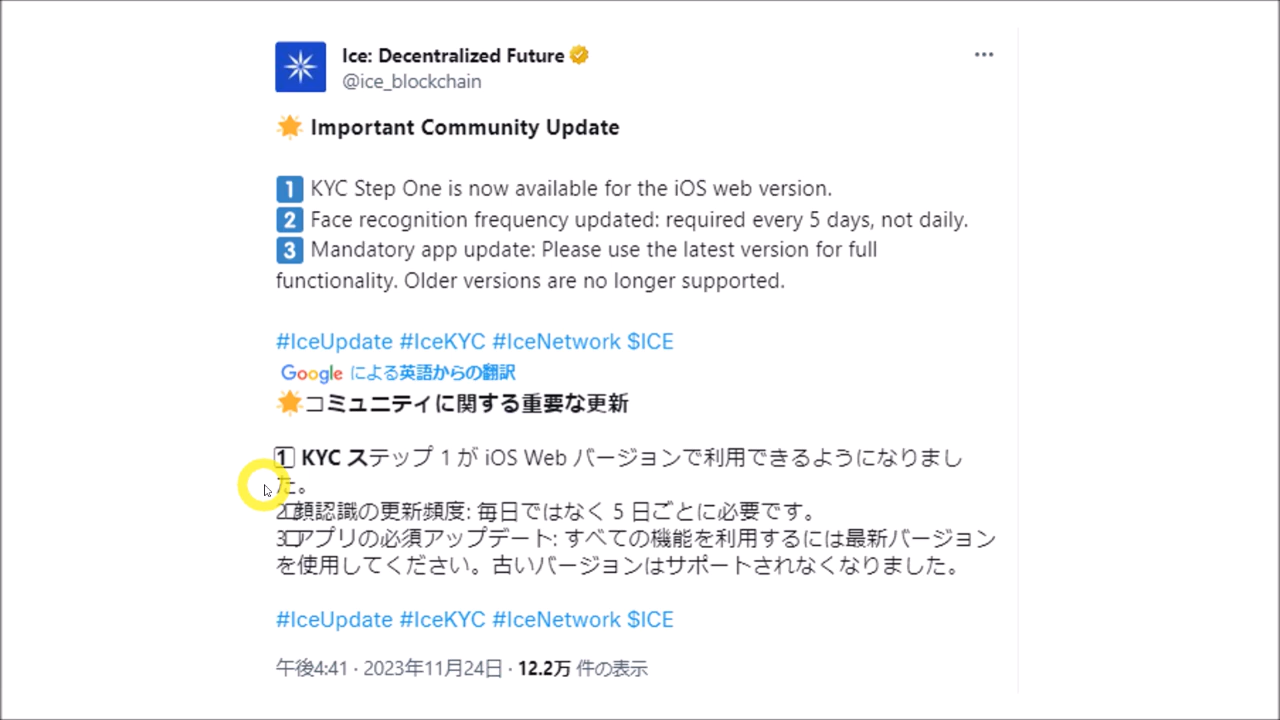 Ice: Decentralized Future
@ice_blockchain
🌟 Important Community Update
1️⃣ KYC Step One is now available for the iOS web version.
2️⃣ Face recognition frequency updated: required every 5 days, not daily.
3️⃣ Mandatory app update: Please use the latest version for full
functionality. Older versions are no longer supported.
#IceUpdate #IceKYC #IceNetwork $ICE
Google による英語からの翻訳
🌟コミュニティに関する重要な更新
1️⃣ KYC ステップ 1 が iOS Web バージョンで利用できるようになりまし
た。
2⃣顔認識の更新頻度: 毎日ではなく 5 日ごとに必要です。
3⃣アプリの必須アップデート: すべての機能を利用するには最新バージョン
を使用してください。古いバージョンはサポートされなくなりました。
#IceUpdate #IceKYC #IceNetwork $ICE
午後4:41 · 2023年11月24日 · 12.2万 件の表示